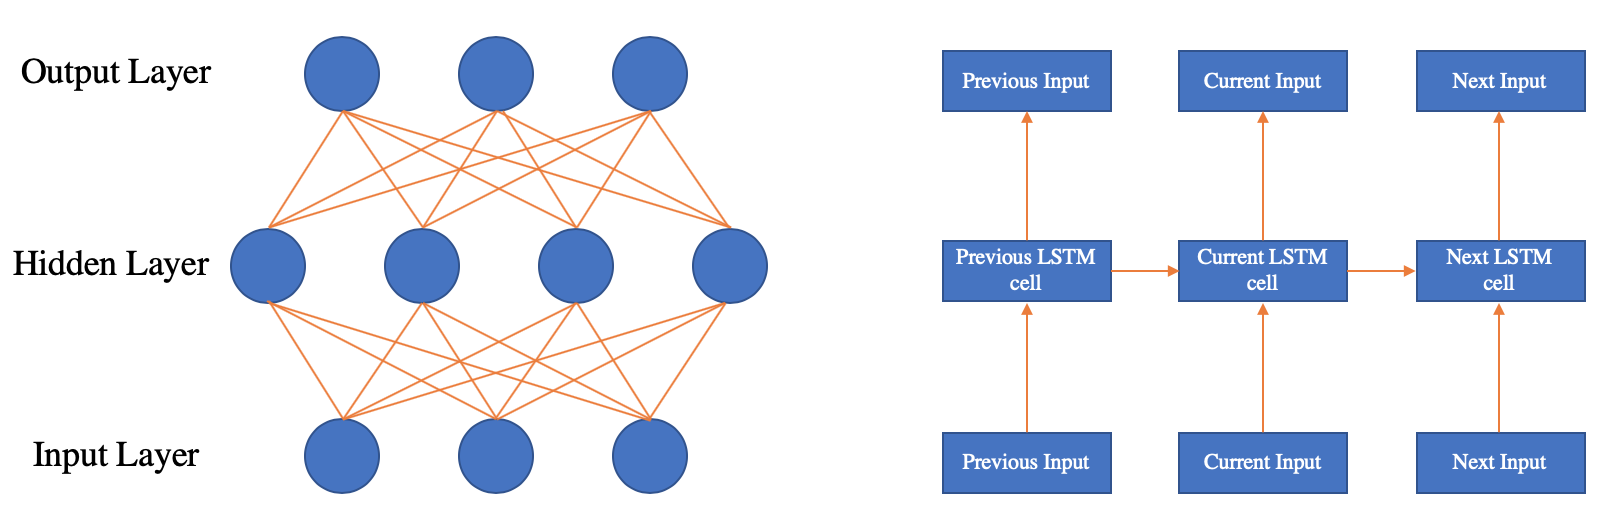 Output Layer
Hidden Layer
Input Layer
Previous Input
Current Input
Next Input
Previous LSTM
cell
Current LSTM
cell
Next LSTM
cell
Previous Input
Current Input
Next Input